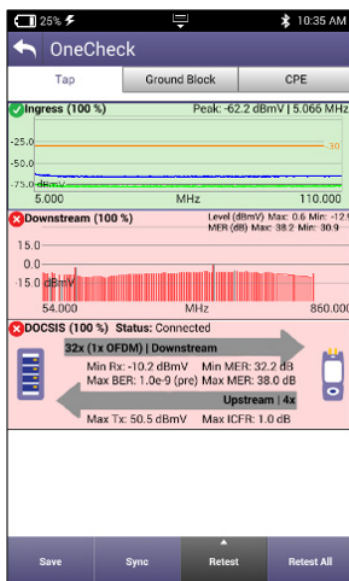 25% 10:35 AM
OneCheck
Tap Ground Block CPE
Ingress (100 %) Peak: -62.2 dBmV | 5.066 MHz
-25.0 -30
-50.0
-75.0 dBmV
5.000 MHz 110.000
Downstream (100 %) Level (dBmV) Max: 0.6 Min: -12.9
MER (dB) Max: 38.2 Min: 30.9
15.0
0.0
-15.0 dBmV
54.000 MHz 860.000
DOCSIS (100 %) Status: Connected
32x (1x OFDM) | Downstream
Min Rx: -10.2 dBmV Min MER: 32.2 dB
Max BER: 1.0e-9 (pre) Max MER: 38.0 dB
Upstream | 4x
Max Tx: 50.5 dBmV Max ICFR: 1.0 dB
Save Sync Retest Retest All